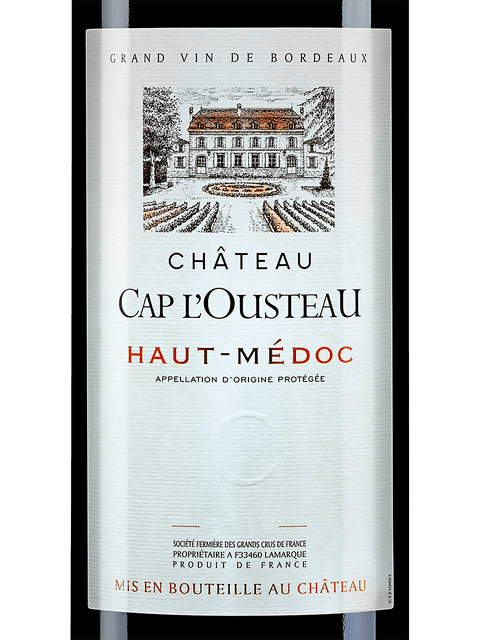 GRAND VIN DE BORDEAUX
CHÂTEAU
CAP L'OUSTEAU
HAUT-MÉDOC
APPELLATION D'ORIGINE PROTÉGÉE
SOCIÉTÉ FERMIÈRE DES GRANDS CRUS DE FRANCE
PROPRIÉTAIRE A F33460 LAMARQUE
PRODUIT DE FRANCE
MIS EN BOUTEILLE AU CHÂTEAU